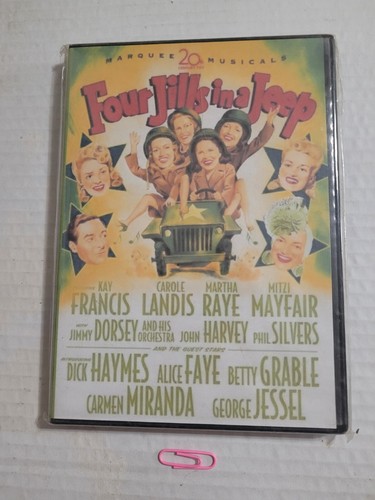 MARQUEE 20th MUSICALS
Four Jills in a Jeep
KAY FRANCIS
CAROLE LANDIS
MARTHA RAYE
MITZI MAYFAIR
JIMMY DORSEY AND HIS ORCHESTRA JOHN HARVEY PHIL SILVERS
AND THE GUEST STARS
DICK HAYMES ALICE FAYE BETTY GRABLE
CARMEN MIRANDA GEORGE JESSEL